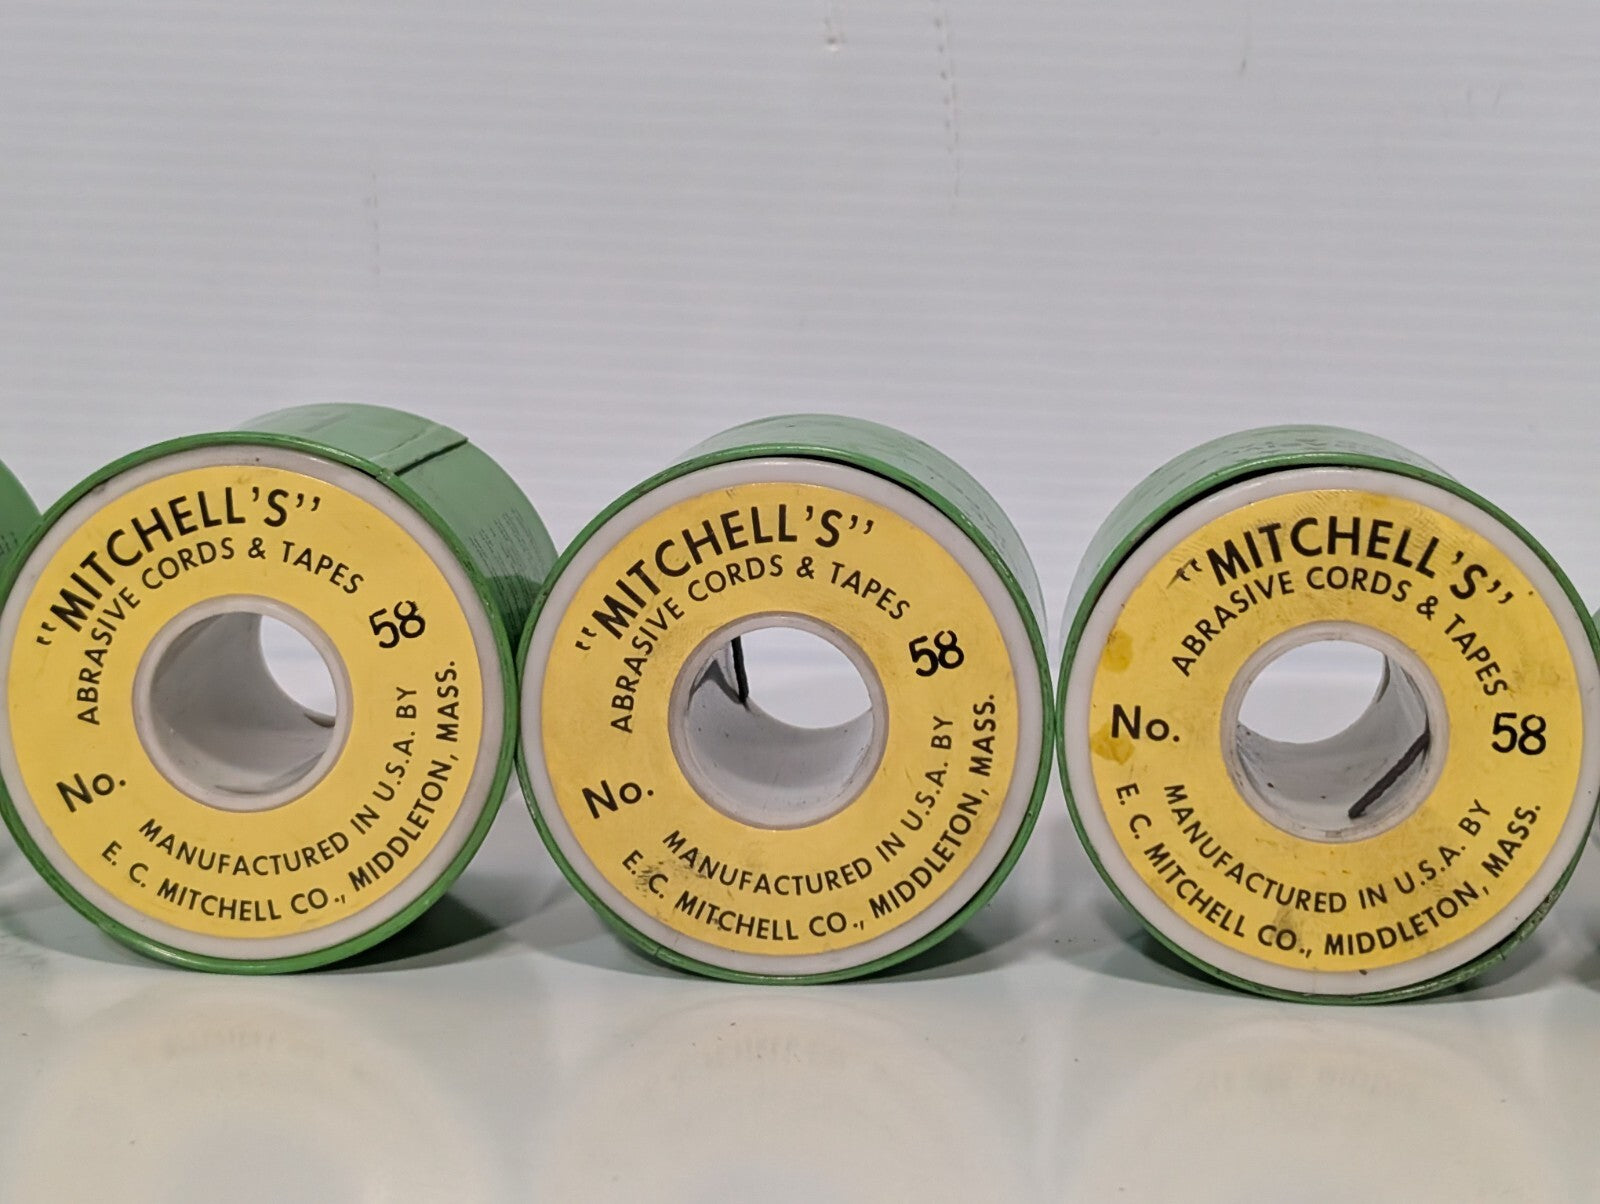 "MITCHELL'S"
ABRASIVE CORDS & TAPES
No. 58
MANUFACTURED IN U.S.A. BY
E. C. MITCHELL CO., MIDDLETON, MASS.
"MITCHELL'S"
ABRASIVE CORDS & TAPES
No. 58
MANUFACTURED IN U.S.A. BY
E. C. MITCHELL CO., MIDDLETON, MASS.
"MITCHELL'S"
ABRASIVE CORDS & TAPES
No. 58
MANUFACTURED IN U.S.A. BY
E. C. MITCHELL CO., MIDDLETON, MASS.